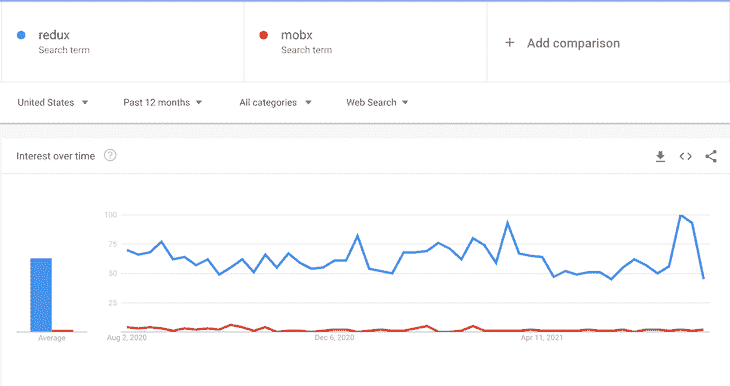 redux
Search term
mobx
Search term
+ Add comparison
United States
Past 12 months
All categories
Web Search
Interest over time
?
100
75
50
25
Average
Aug 2, 2020
Dec 6, 2020
Apr 11, 2021